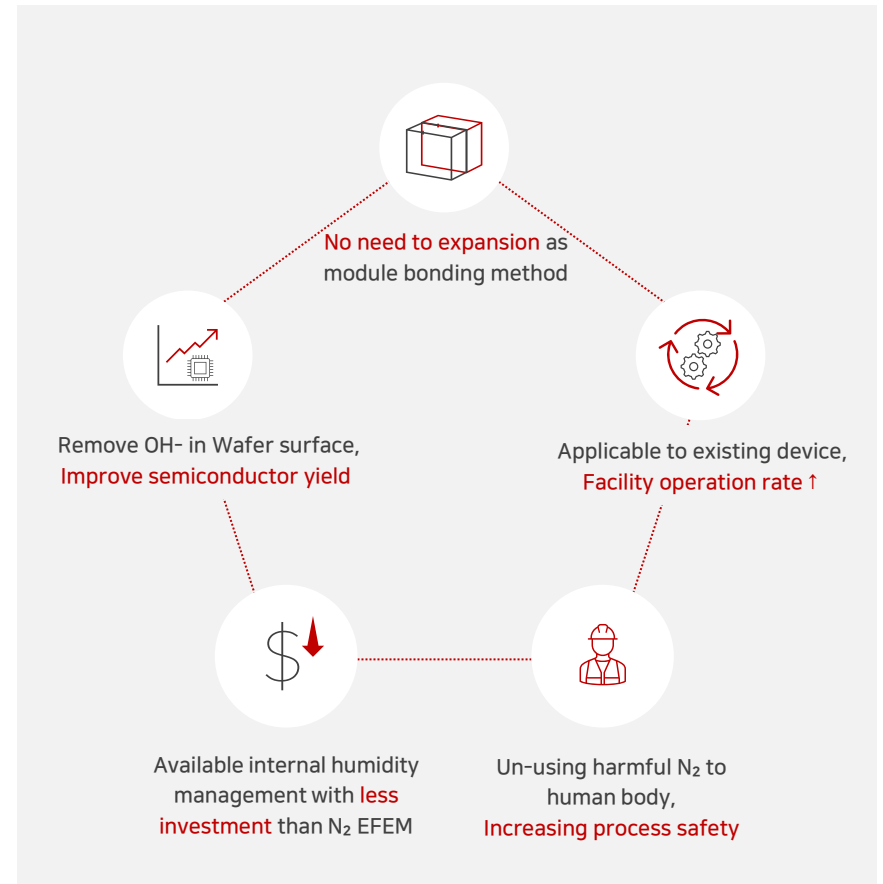 No need to expansion as
module bonding method
Remove OH- in Wafer surface,
Improve semiconductor yield
Applicable to existing device,
Facility operation rate ↑
Available internal humidity
management with less
investment than N₂ EFEM
Un-using harmful N₂ to
human body,
Increasing process safety